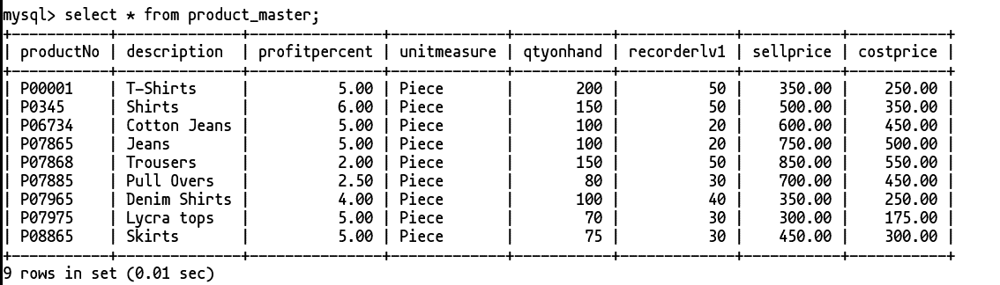 mysql> select * from product_master;
+-----------+--------------+---------------+-------------+-----------+-------------+-----------+-----------+
| productNo | description  | profitpercent | unitmeasure | qtyonhand | recorderlv1 | sellprice | costprice |
+-----------+--------------+---------------+-------------+-----------+-------------+-----------+-----------+
| P00001    | T-Shirts     |          5.00 | Piece       |       200 |          50 |    350.00 |    250.00 |
| P0345     | Shirts       |          6.00 | Piece       |       150 |          50 |    500.00 |    350.00 |
| P06734    | Cotton Jeans |          5.00 | Piece       |       100 |          20 |    600.00 |    450.00 |
| P07865    | Jeans        |          5.00 | Piece       |       100 |          20 |    750.00 |    500.00 |
| P07868    | Trousers     |          2.00 | Piece       |       150 |          50 |    850.00 |    550.00 |
| P07885    | Pull Overs   |          2.50 | Piece       |        80 |          30 |    700.00 |    450.00 |
| P07965    | Denim Shirts |          4.00 | Piece       |       100 |          40 |    350.00 |    250.00 |
| P07975    | Lycra tops   |          5.00 | Piece       |        70 |          30 |    300.00 |    175.00 |
| P08865    | Skirts       |          5.00 | Piece       |        75 |          30 |    450.00 |    300.00 |
+-----------+--------------+---------------+-------------+-----------+-------------+-----------+-----------+
9 rows in set (0.01 sec)